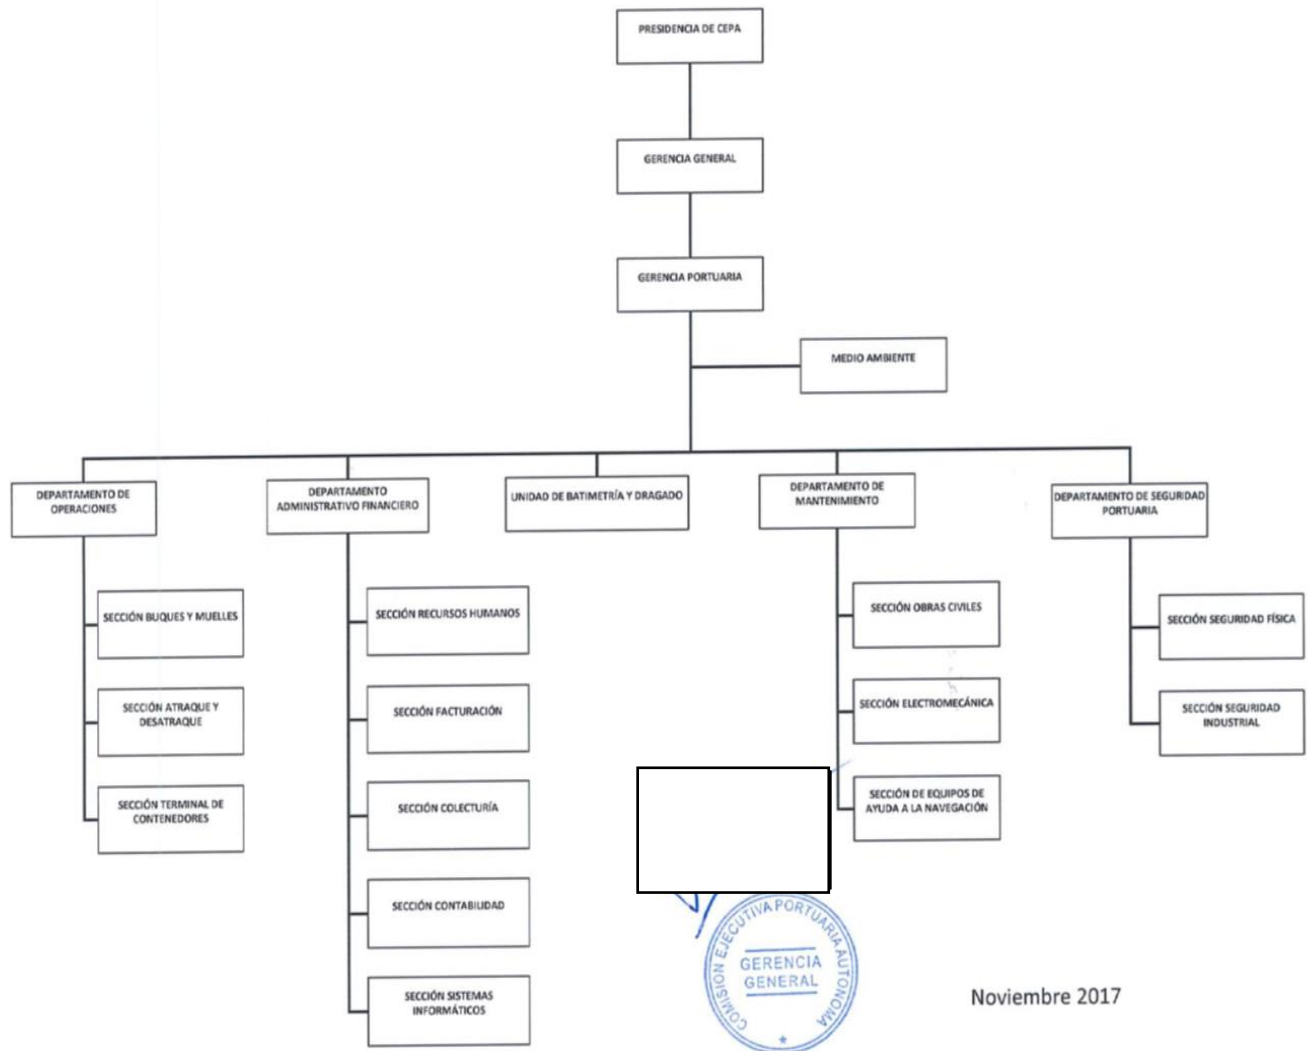 PRESIDENCIA DE CEPA
GERENCIA GENERAL
GERENCIA PORTUARIA
MEDIO AMBIENTE
DEPARTAMENTO DE
OPERACIONES
DEPARTAMENTO
ADMINISTRATIVO FINANCIERO
UNIDAD DE BATIMETRÍA Y DRAGADO
DEPARTAMENTO DE
MANTENIMIENTO
DEPARTAMENTO DE SEGURIDAD
PORTUARIA
SECCIÓN BUQUES Y MUELLES
SECCIÓN ATRAQUE Y
DESATRAQUE
SECCIÓN TERMINAL DE
CONTENEDORES
SECCIÓN RECURSOS HUMANOS
SECCIÓN FACTURACIÓN
SECCIÓN COLECTURÍA
SECCIÓN CONTABILIDAD
SECCIÓN SISTEMAS
INFORMÁTICOS
SECCIÓN OBRAS CIVILES
SECCIÓN ELECTROMECÁNICA
SECCIÓN DE EQUIPOS DE
AYUDA A LA NAVEGACIÓN
SECCIÓN SEGURIDAD FÍSICA
SECCIÓN SEGURIDAD
INDUSTRIAL
COMISION EJECUTIVA PORTUARIA AUTONOMA
GERENCIA
GENERAL
Noviembre 2017